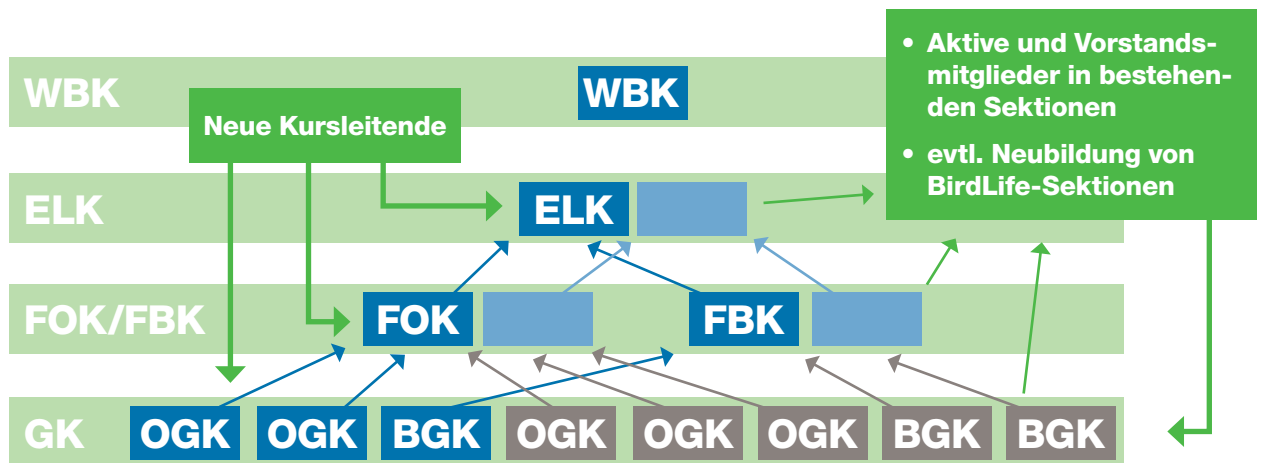 • Aktive und Vorstands-
mitglieder in bestehen-
den Sektionen
• evtl. Neubildung von
BirdLife-Sektionen
WBK
WBK
Neue Kursleitende
ELK
ELK
FOK/FBK
FOK
FBK
GK
OGK
OGK
BGK
OGK
OGK
OGK
BGK
BGK